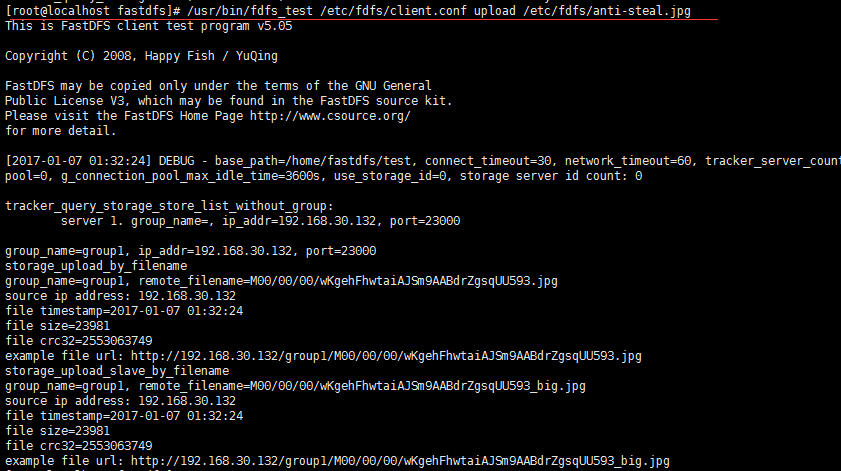 [root@localhost fastdfs]# /usr/bin/fdfs_test /etc/fdfs/client.conf upload /etc/fdfs/anti-steal.jpg
This is FastDFS client test program v5.05
Copyright (C) 2008, Happy Fish / YuQing
FastDFS may be copied only under the terms of the GNU General
Public License V3, which may be found in the FastDFS source kit.
Please visit the FastDFS Home Page http://www.csource.org/
for more detail.
[2017-01-07 01:32:24] DEBUG - base_path=/home/fastdfs/test, connect_timeout=30, network_timeout=60, tracker_server_count
pool=0, g_connection_pool_max_idle_time=3600s, use_storage_id=0, storage server id count: 0
tracker_query_storage_store_list_without_group:
server 1. group_name=, ip_addr=192.168.30.132, port=23000
group_name=group1, ip_addr=192.168.30.132, port=23000
storage_upload_by_filename
group_name=group1, remote_filename=M00/00/00/wKgehFhwtaiAJSm9AABdrZgsqUU593.jpg
source ip address: 192.168.30.132
file timestamp=2017-01-07 01:32:24
file size=23981
file crc32=2553063749
example file url: http://192.168.30.132/group1/M00/00/00/wKgehFhwtaiAJSm9AABdrZgsqUU593.jpg
storage_upload_slave_by_filename
group_name=group1, remote_filename=M00/00/00/wKgehFhwtaiAJSm9AABdrZgsqUU593_big.jpg
source ip address: 192.168.30.132
file timestamp=2017-01-07 01:32:24
file size=23981
file crc32=2553063749
example file url: http://192.168.30.132/group1/M00/00/00/wKgehFhwtaiAJSm9AABdrZgsqUU593_big.jpg